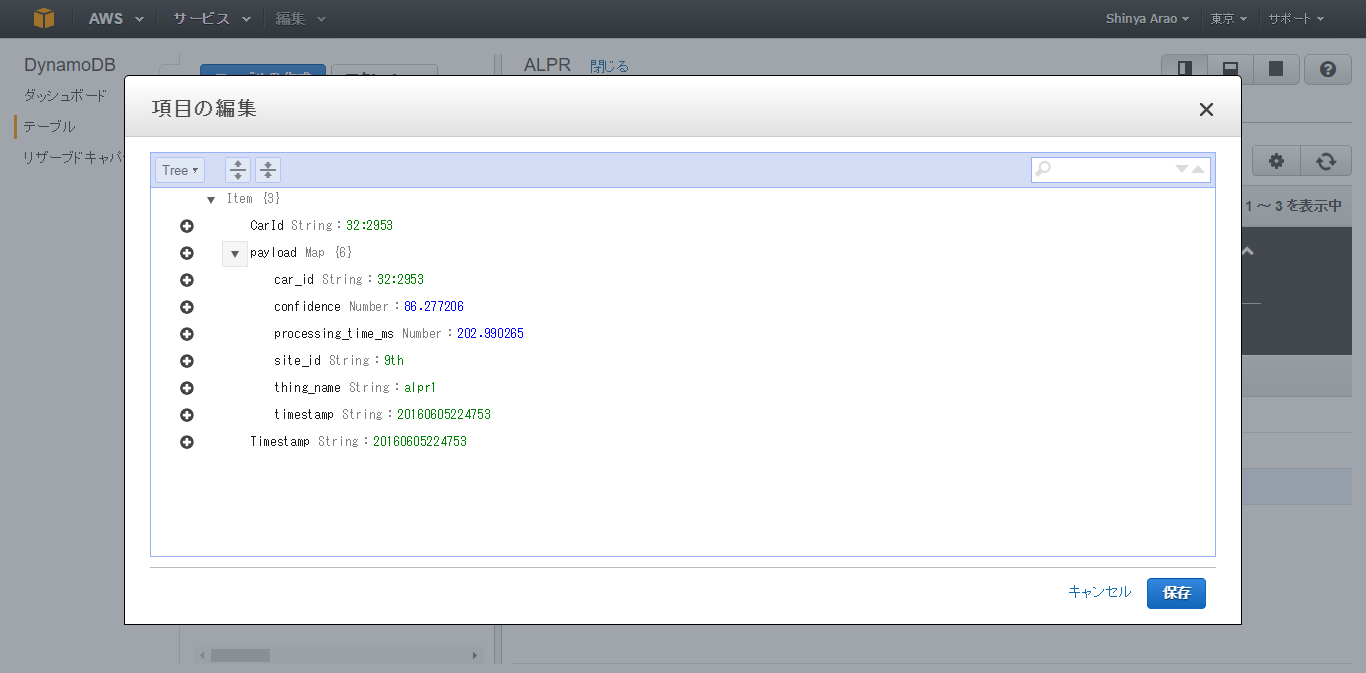 AWS サービス 編集 Shinya Arao 東京 サポート
DynamoDB
ダッシュボード
テーブル
リザーブドキャパ
ALPR 閉じる
1 ～ 3 を表示中
項目の編集
Tree
Item {3}
CarId String : 32:2953
payload Map {6}
car_id String : 32:2953
confidence Number : 86.277206
processing_time_ms Number : 202.990265
site_id String : 9th
thing_name String : alpr1
timestamp String : 20160605224753
Timestamp String : 20160605224753
キャンセル 保存